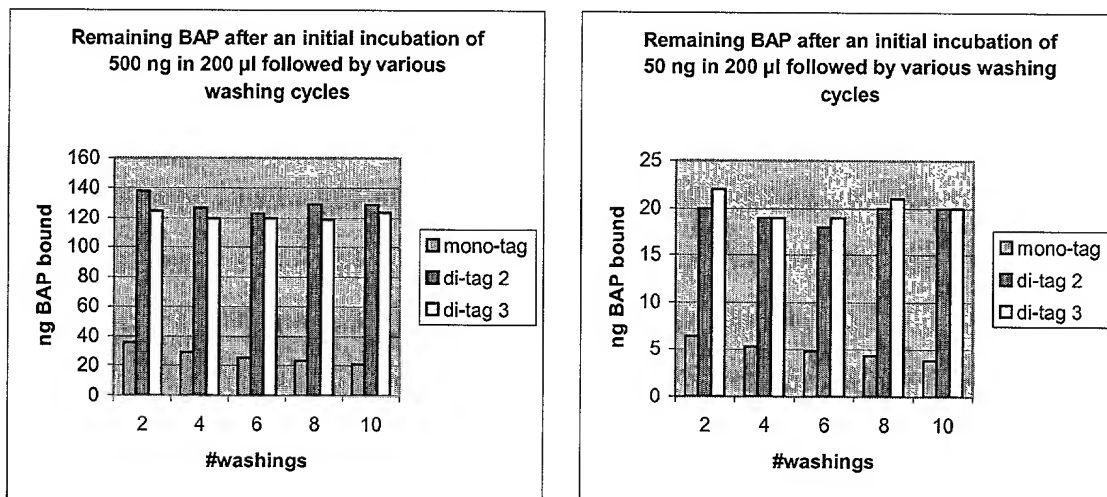 Remaining BAP after an initial incubation of
500 ng in 200 µl followed by various
washing cycles
160
140
120
100
80
60
40
20
0
ng BAP bound
2 4 6 8 10
#washings
mono-tag
di-tag 2
di-tag 3
Remaining BAP after an initial incubation of
50 ng in 200 µl followed by various washing
cycles
25
20
15
10
5
0
ng BAP bound
2 4 6 8 10
#washings
mono-tag
di-tag 2
di-tag 3